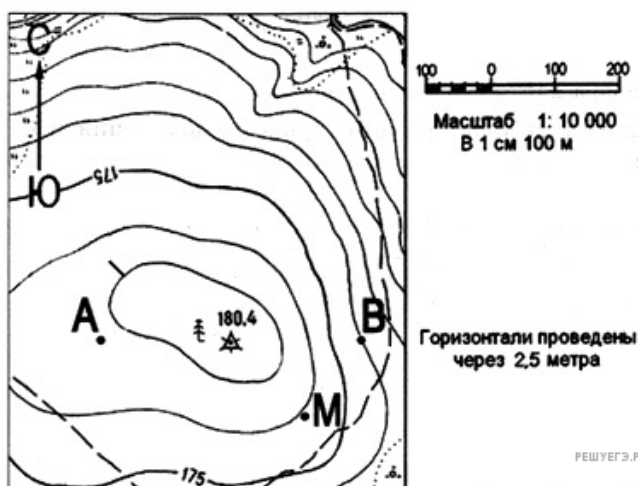 С
Ю
175
А
180.4
В
М
175
100 0 100 200
Масштаб 1: 10 000
В 1 см 100 м
Горизонтали проведены
через 2,5 метра